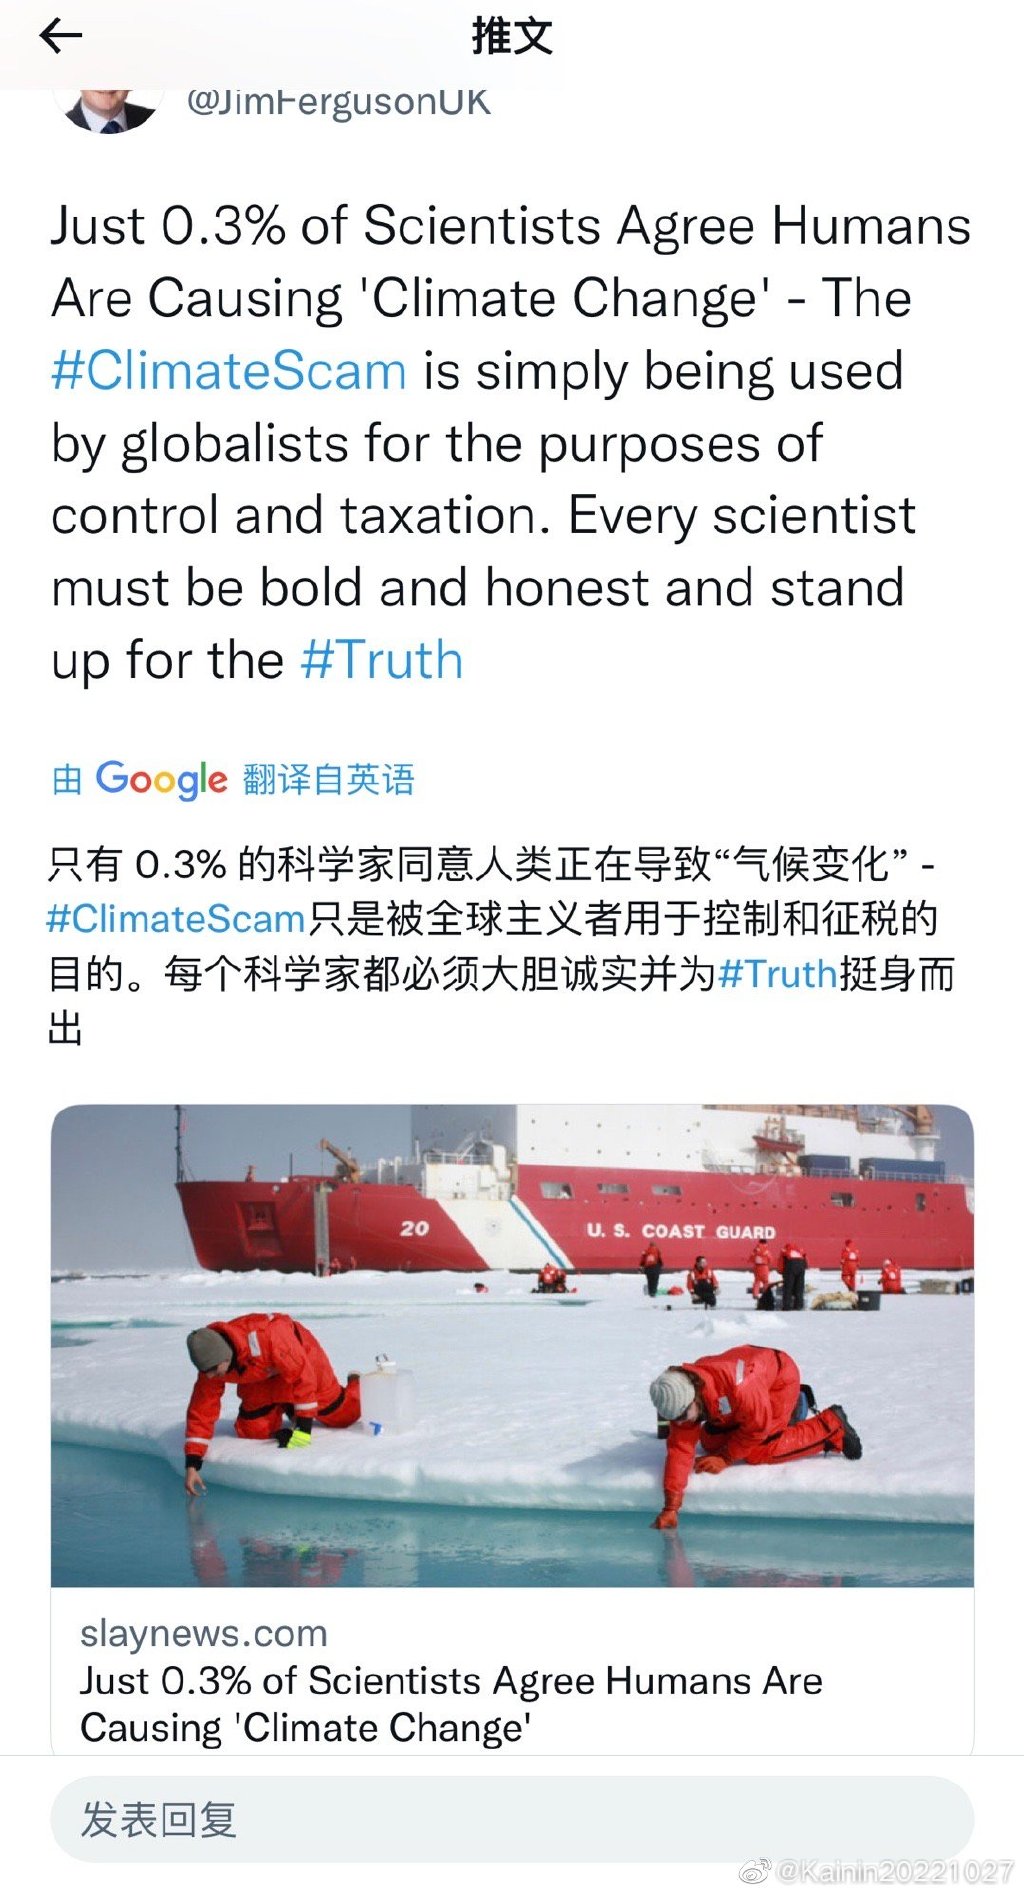 推文
@JimFergusonUK
Just 0.3% of Scientists Agree Humans
Are Causing 'Climate Change' - The
#ClimateScam is simply being used
by globalists for the purposes of
control and taxation. Every scientist
must be bold and honest and stand
up for the #Truth
由 Google 翻译自英语
只有 0.3% 的科学家同意人类正在导致“气候变化” -
#ClimateScam只是被全球主义者用于控制和征税的
目的。每个科学家都必须大胆诚实并为#Truth挺身而
出
20
U. S. COAST GUARD
slaynews.com
Just 0.3% of Scientists Agree Humans Are
Causing 'Climate Change'
发表回复
@Kainin20221027